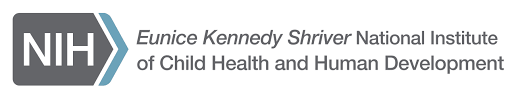 NIH
Eunice Kennedy Shriver National Institute
of Child Health and Human Development